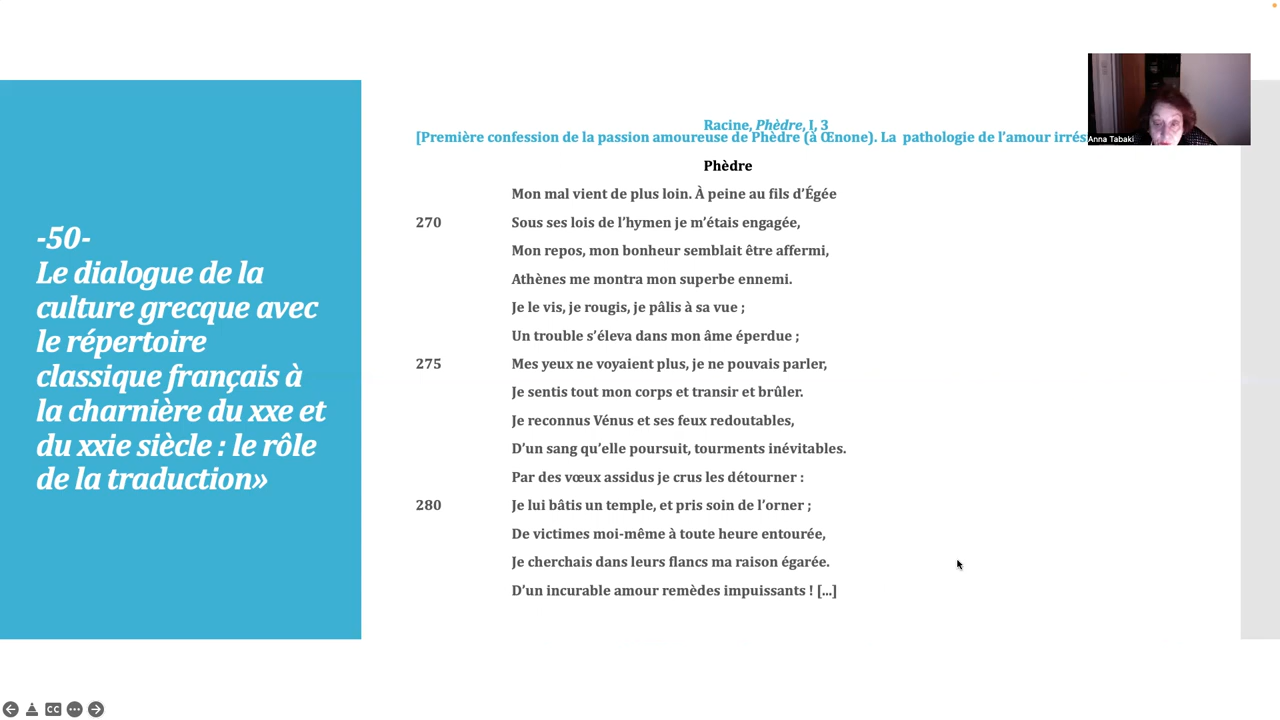 -50-
Le dialogue de la
culture grecque avec
le répertoire
classique français à
la charnière du xxe et
du xxie siècle : le rôle
de la traduction»
Racine, Phèdre, I, 3
[Première confession de la passion amoureuse de Phèdre (à Œnone). La pathologie de l'amour irrés
Phèdre
Mon mal vient de plus loin. À peine au fils d'Égée
270 Sous ses lois de l'hymen je m'étais engagée,
Mon repos, mon bonheur semblait être affermi,
Athènes me montra mon superbe ennemi.
Je le vis, je rougis, je pâlis à sa vue ;
Un trouble s'éleva dans mon âme éperdue ;
275 Mes yeux ne voyaient plus, je ne pouvais parler,
Je sentis tout mon corps et transir et brûler.
Je reconnus Vénus et ses feux redoutables,
D'un sang qu'elle poursuit, tourments inévitables.
Par des vœux assidus je crus les détourner :
280 Je lui bâtis un temple, et pris soin de l'orner ;
De victimes moi-même à toute heure entourée,
Je cherchais dans leurs flancs ma raison égarée.
D'un incurable amour remèdes impuissants ! [...]
Anna Tabaki
CC